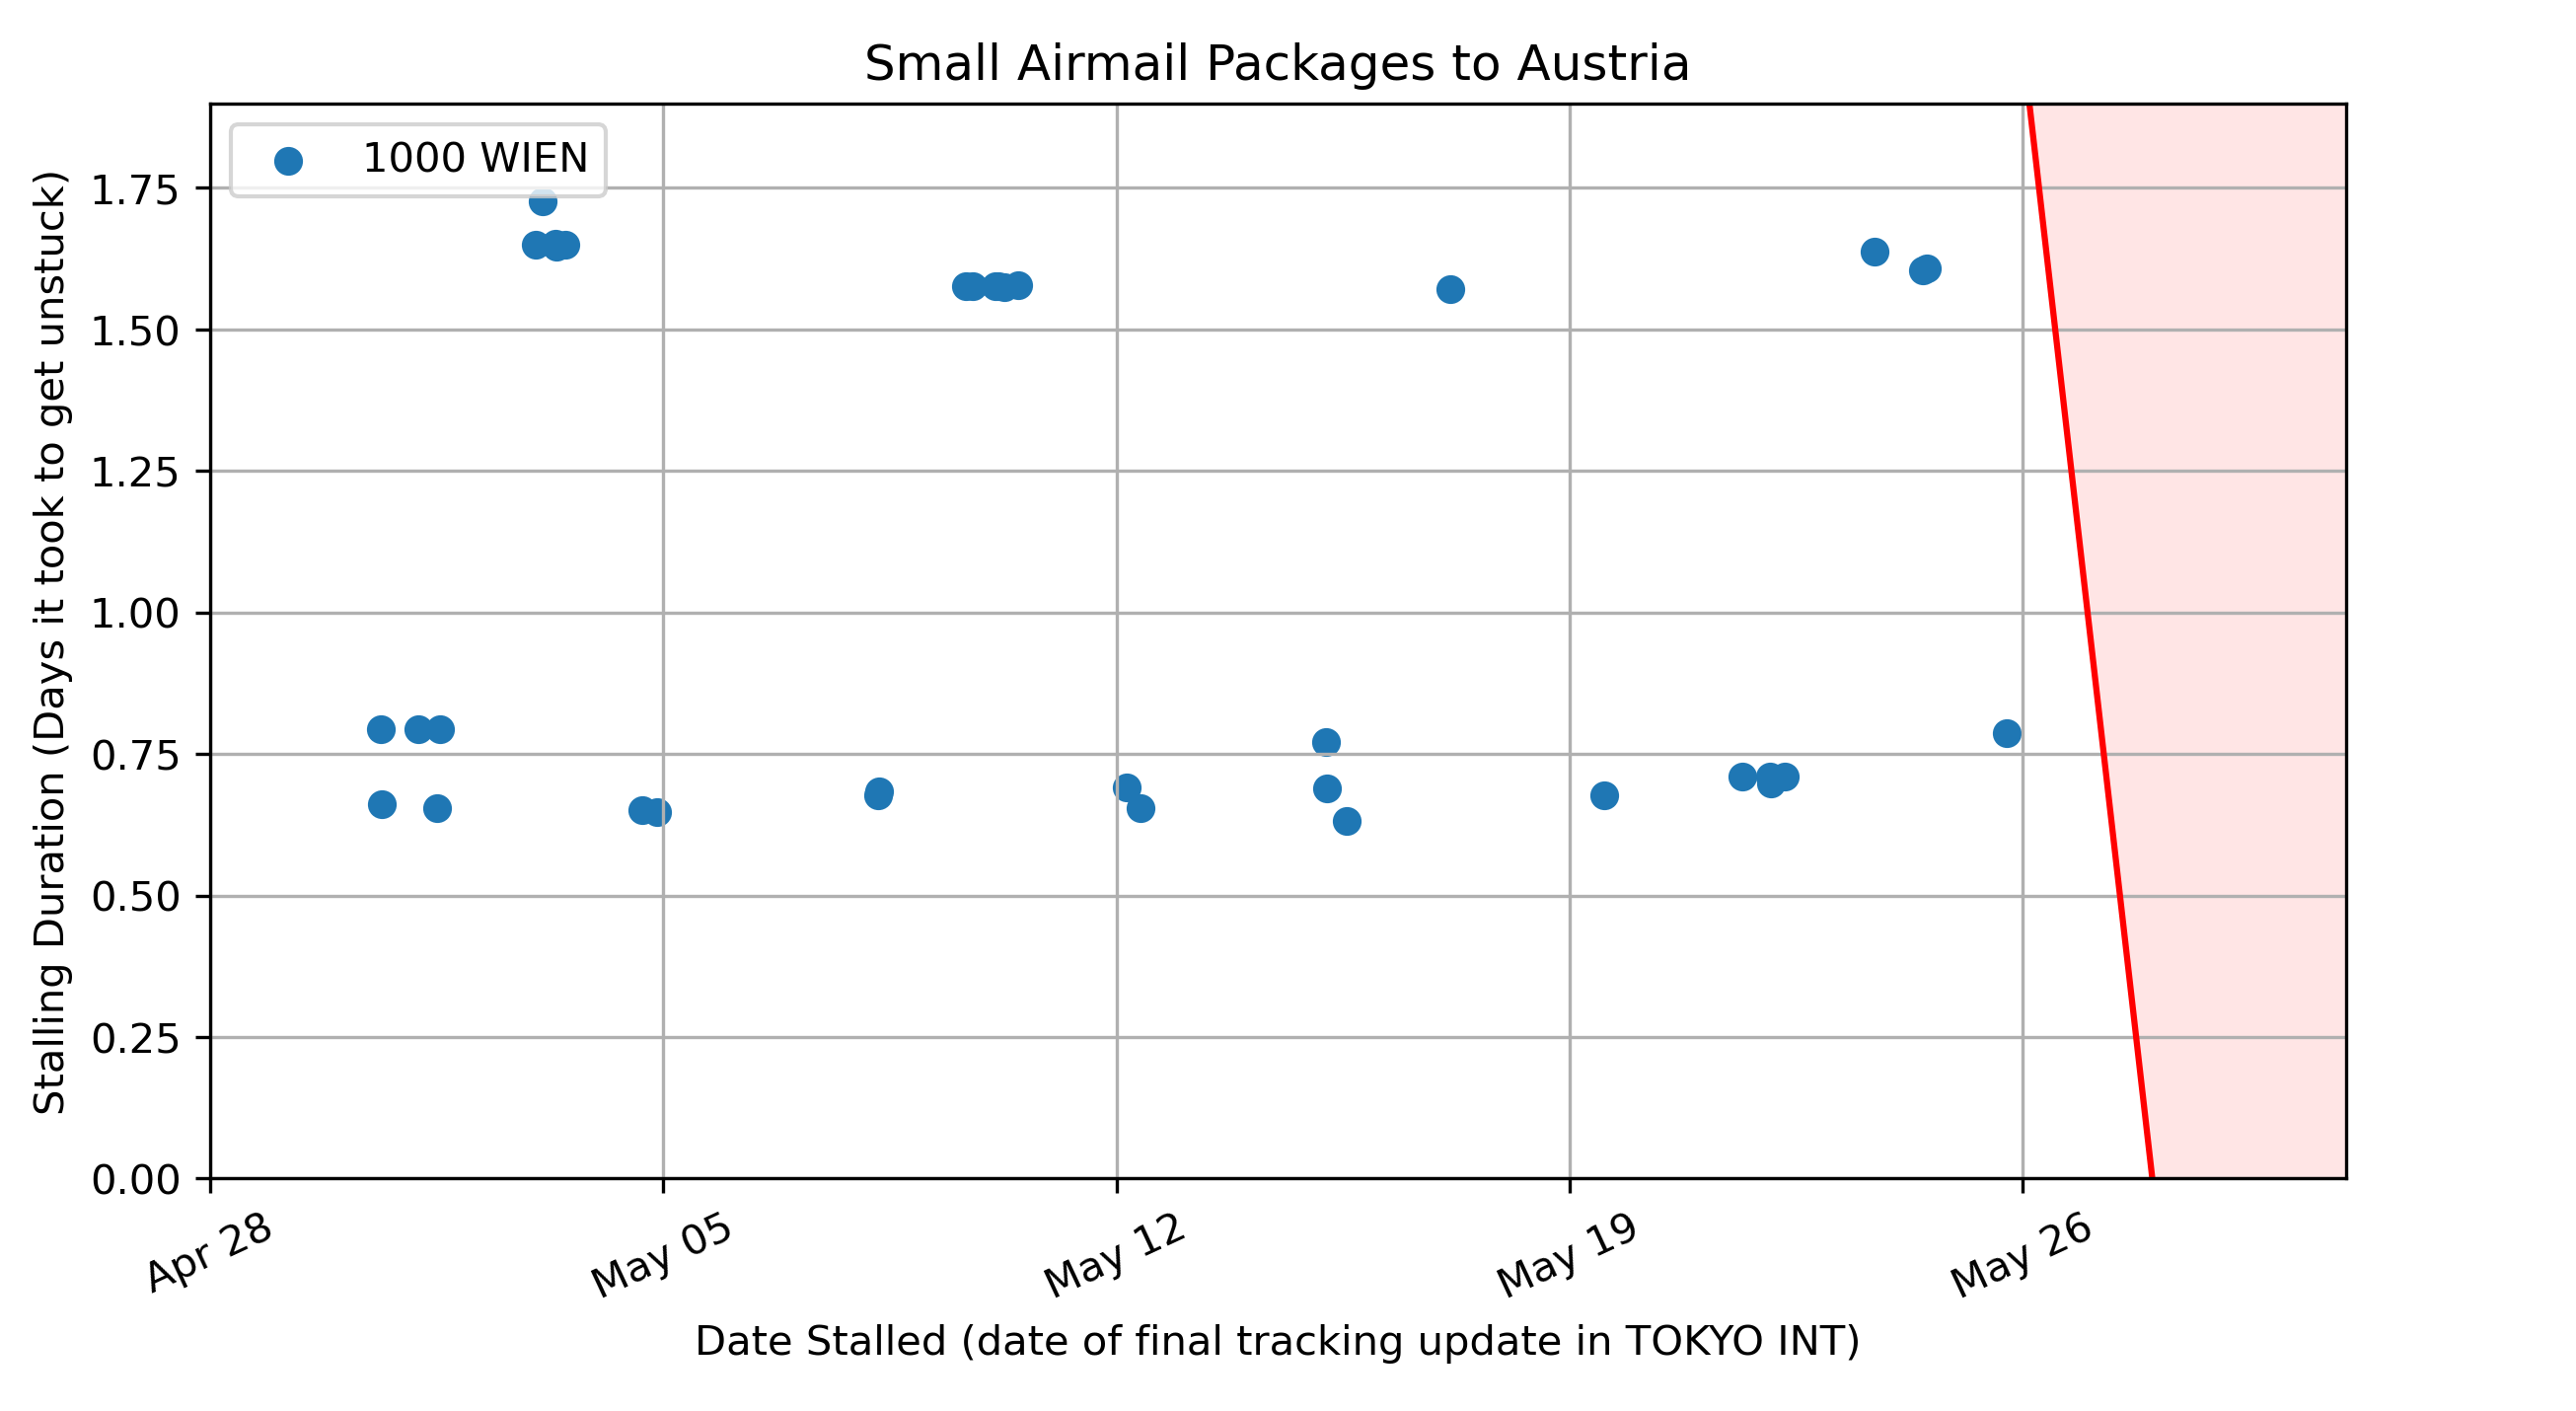 Small Airmail Packages to Austria
1000 WIEN
Stalling Duration (Days it took to get unstuck)
1.75
1.50
1.25
1.00
0.75
0.50
0.25
0.00
Apr 28
May 05
May 12
May 19
May 26
Date Stalled (date of final tracking update in TOKYO INT)